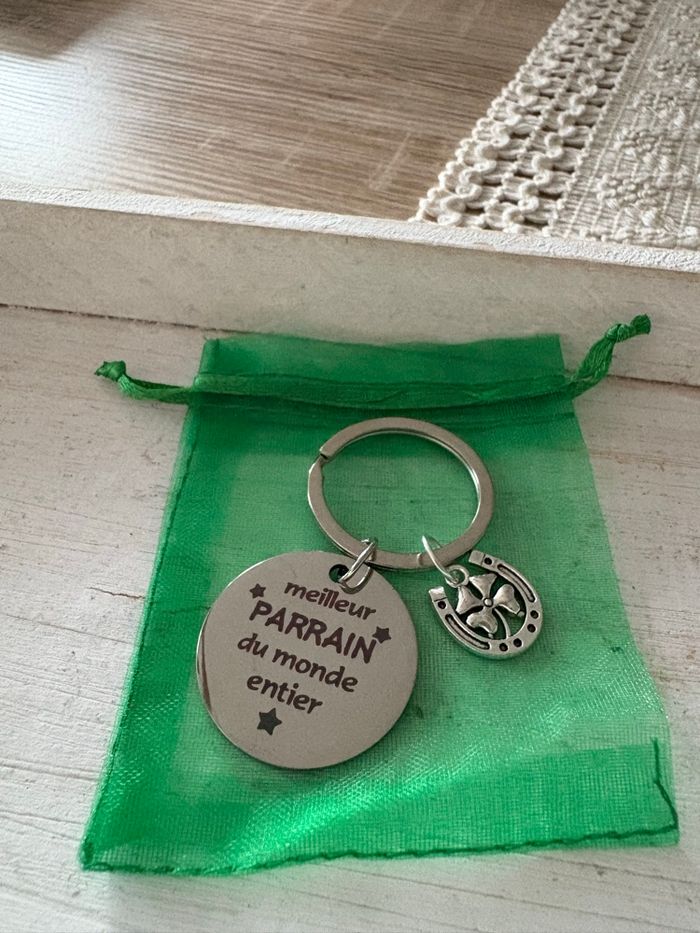 meilleur
PARRAIN
du monde
entier